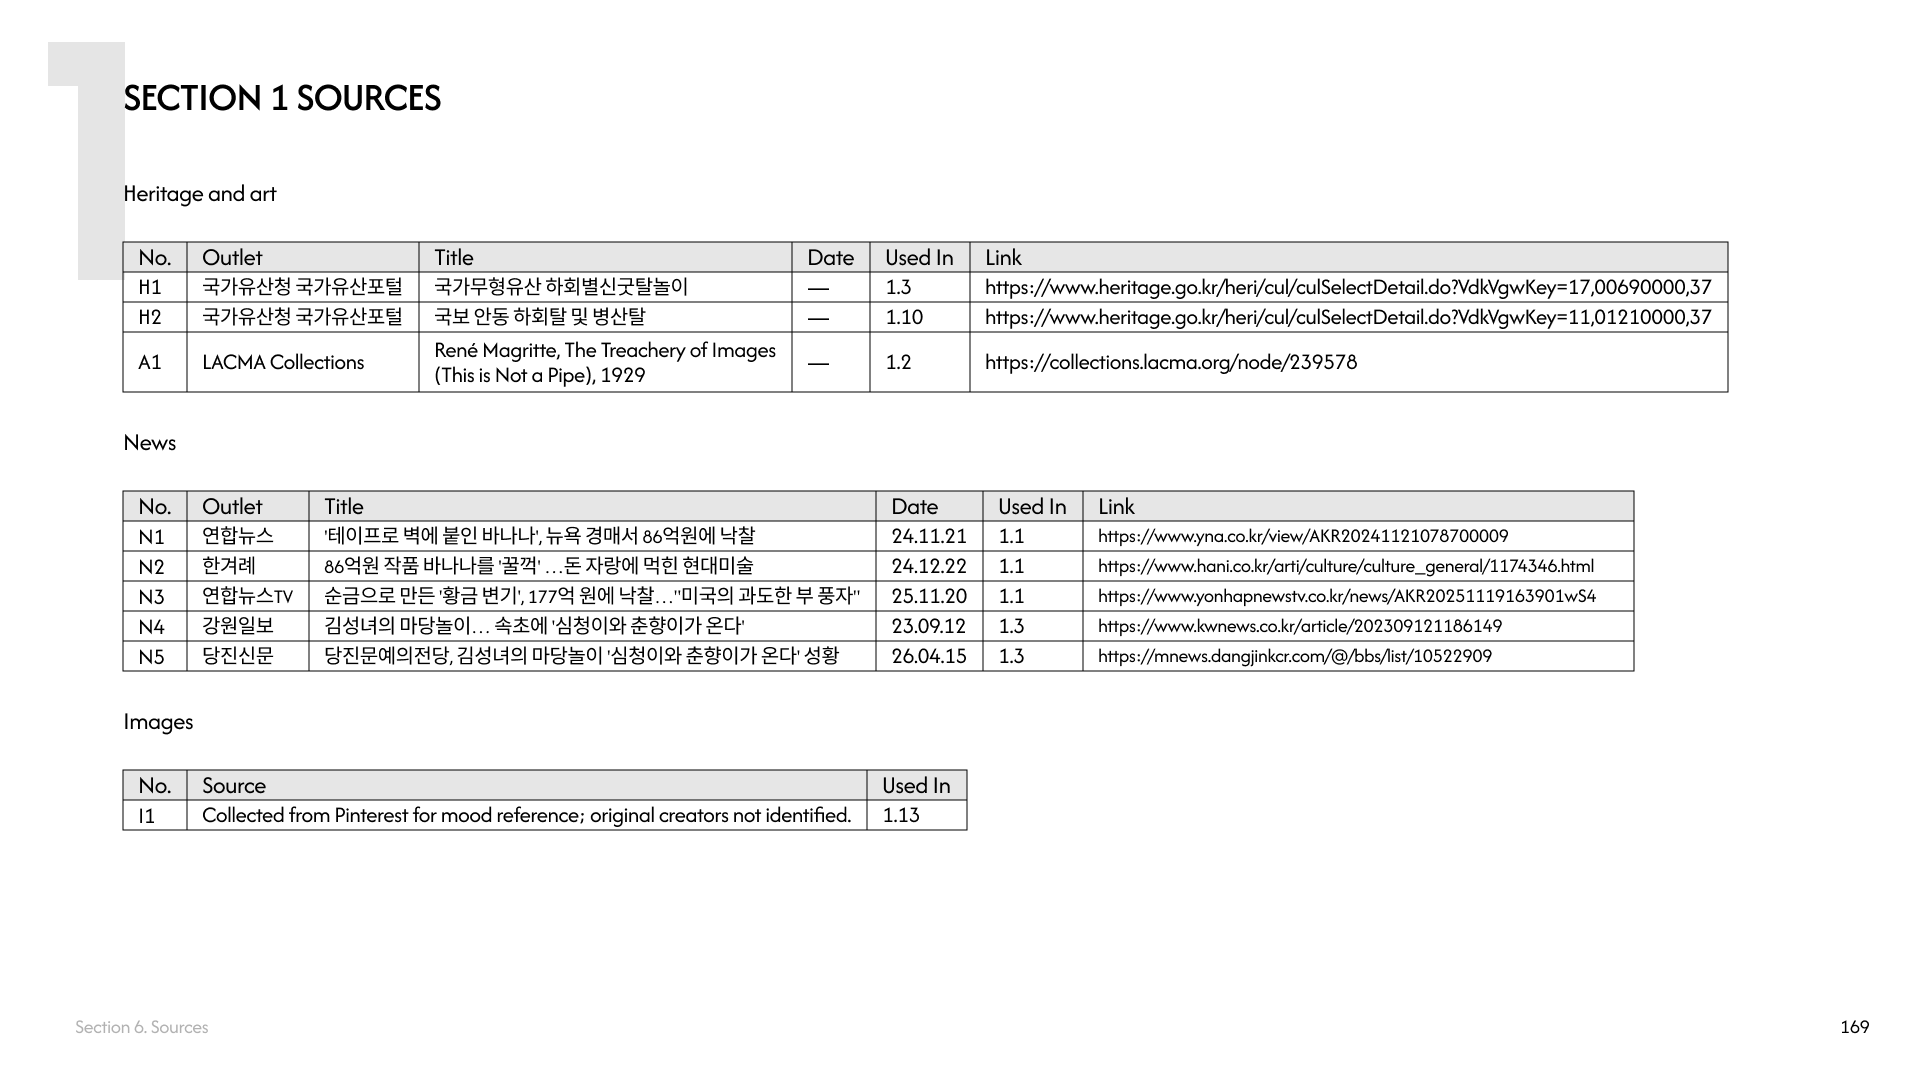 1
SECTION 1 SOURCES
Heritage and art
No. Outlet Title Date Used In Link
H1 국가유산청 국가유산포털 국가무형유산 하회별신굿탈놀이 — 1.3 https://www.heritage.go.kr/heri/cul/culSelectDetail.do?VdkVgwKey=17,00690000,37
H2 국가유산청 국가유산포털 국보 안동 하회탈 및 병산탈 — 1.10 https://www.heritage.go.kr/heri/cul/culSelectDetail.do?VdkVgwKey=11,01210000,37
A1 LACMA Collections René Magritte, The Treachery of Images
(This is Not a Pipe), 1929 — 1.2 https://collections.lacma.org/node/239578
News
No. Outlet Title Date Used In Link
N1 연합뉴스 '테이프로 벽에 붙인 바나나', 뉴욕 경매서 86억원에 낙찰 24.11.21 1.1 https://www.yna.co.kr/view/AKR20241121078700009
N2 한겨레 86억원 작품 바나나를 '꿀꺽' …돈 자랑에 먹힌 현대미술 24.12.22 1.1 https://www.hani.co.kr/arti/culture/culture_general/1174346.html
N3 연합뉴스TV 순금으로 만든 '황금 변기', 177억 원에 낙찰…"미국의 과도한 부 풍자" 25.11.20 1.1 https://www.yonhapnewstv.co.kr/news/AKR20251119163901wS4
N4 강원일보 김성녀의 마당놀이… 속초에 '심청이와 춘향이가 온다' 23.09.12 1.3 https://www.kwnews.co.kr/article/202309121186149
N5 당진신문 당진문예의전당, 김성녀의 마당놀이 '심청이와 춘향이가 온다' 성황 26.04.15 1.3 https://mnews.dangjinkcr.com/@/bbs/list/10522909
Images
No. Source Used In
I1 Collected from Pinterest for mood reference; original creators not identified. 1.13
Section 6. Sources
169